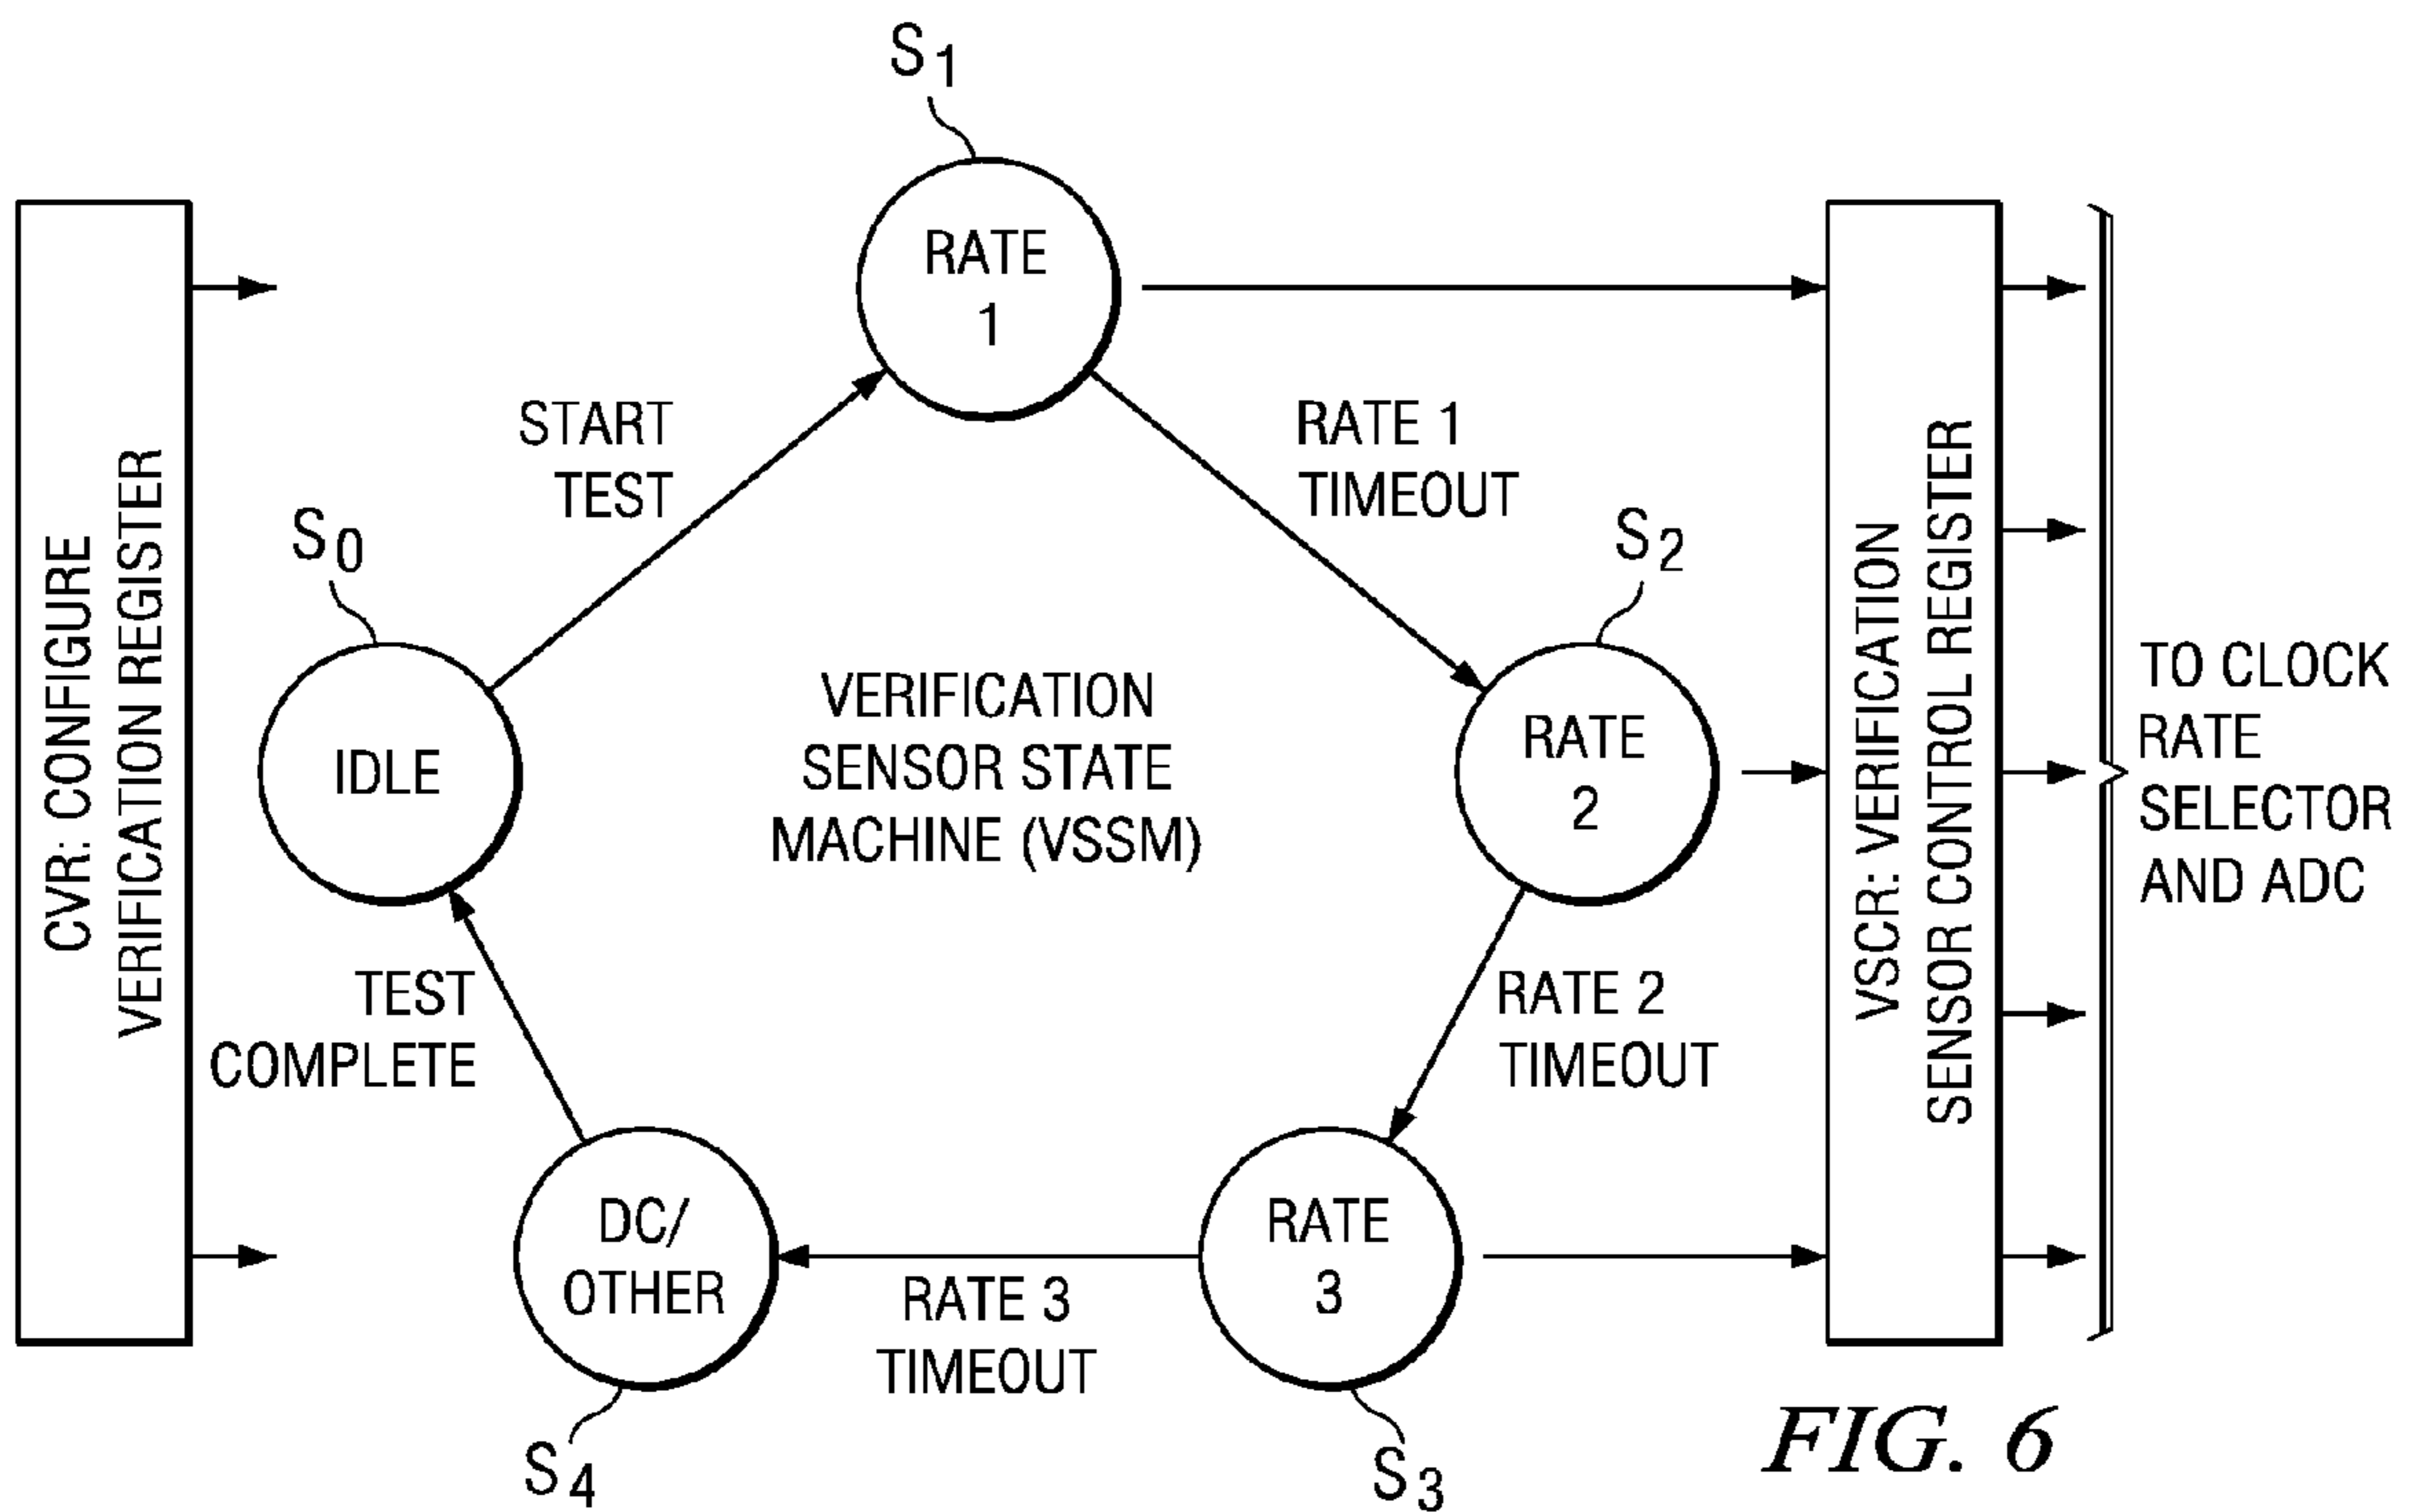 S1
RATE
1
START
TEST
RATE 1
TIMEOUT
S0
S2
CVR: CONFIGURE
VERIFICATION REGISTER
IDLE
VERIFICATION
SENSOR STATE
MACHINE (VSSM)
RATE
2
VSCR: VERIFICATION
SENSOR CONTROL REGISTER
TO CLOCK
RATE
SELECTOR
AND ADC
TEST
COMPLETE
RATE 2
TIMEOUT
DC/
OTHER
RATE 3
TIMEOUT
RATE
3
S4
S3
FIG. 6